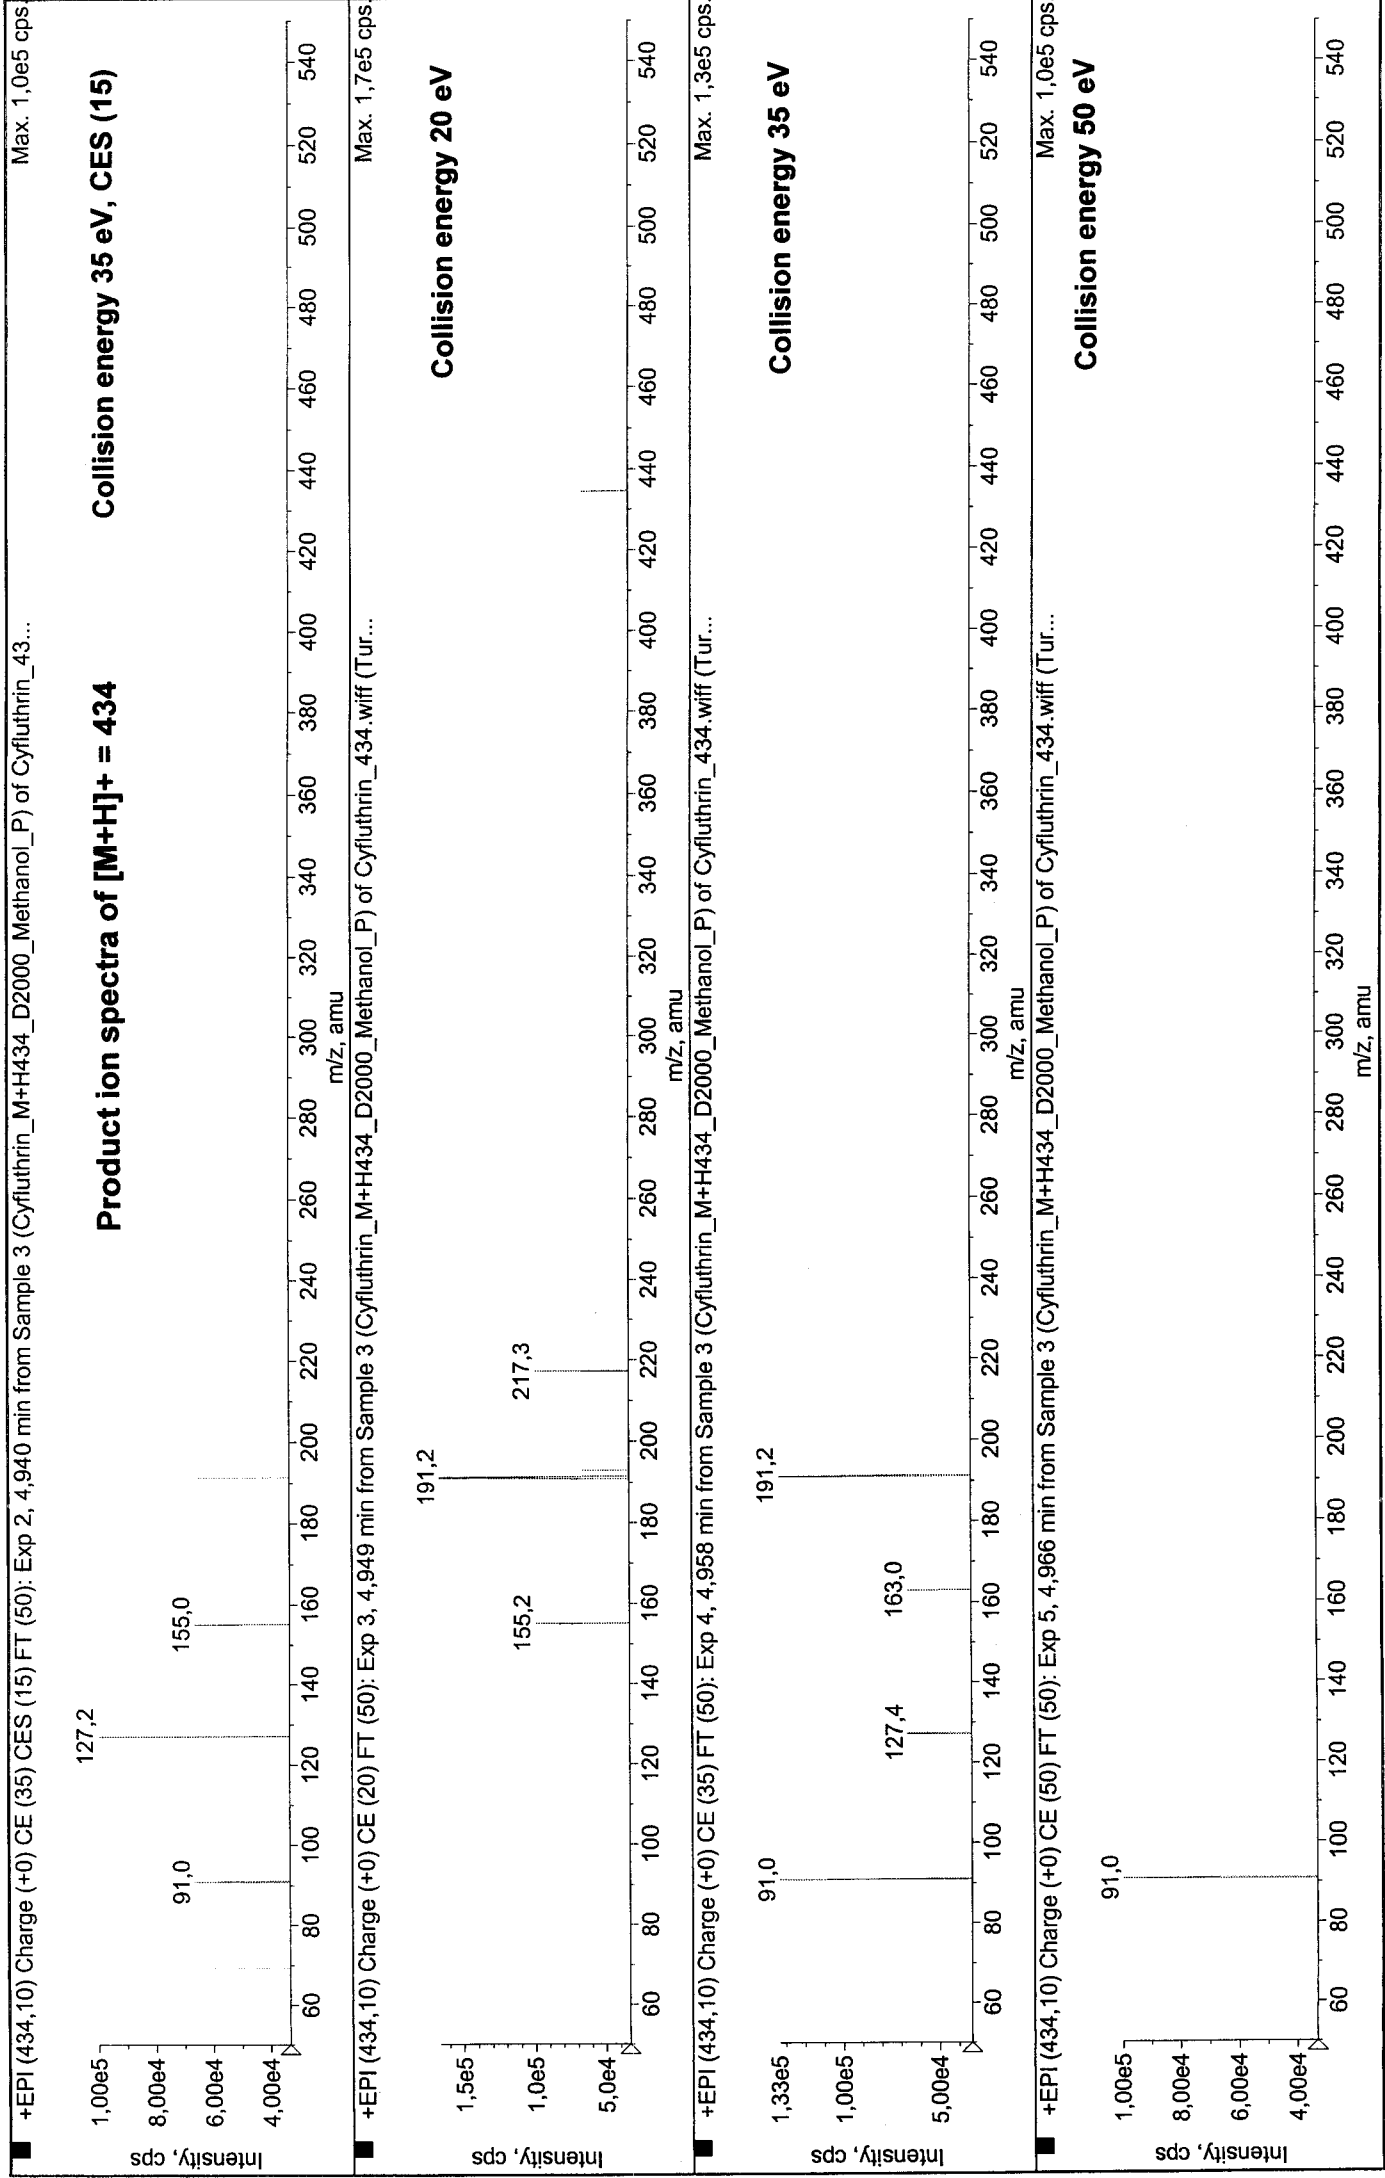 +EPI (434,10) Charge (+0) CE (35) CES (15) FT (50): Exp 2, 4,940 min from Sample 3 (Cyfluthrin_M+H434_D2000_Methanol_P) of Cyfluthrin_43...
Max. 1,0e5 cps.
Product ion spectra of [M+H]+ = 434
Collision energy 35 eV, CES (15)
Intensity, cps
1,00e5
8,00e4
6,00e4
4,00e4
91,0
127,2
155,0
60 80 100 120 140 160 180 200 220 240 260 280 300 320 340 360 380 400 420 440 460 480 500 520 540
m/z, amu
+EPI (434,10) Charge (+0) CE (20) FT (50): Exp 3, 4,949 min from Sample 3 (Cyfluthrin_M+H434_D2000_Methanol_P) of Cyfluthrin_434.wiff (Tur...
Max. 1,7e5 cps.
Collision energy 20 eV
Intensity, cps
1,5e5
1,0e5
5,0e4
155,2
191,2
217,3
60 80 100 120 140 160 180 200 220 240 260 280 300 320 340 360 380 400 420 440 460 480 500 520 540
m/z, amu
+EPI (434,10) Charge (+0) CE (35) FT (50): Exp 4, 4,958 min from Sample 3 (Cyfluthrin_M+H434_D2000_Methanol_P) of Cyfluthrin_434.wiff (Tur...
Max. 1,3e5 cps.
Collision energy 35 eV
Intensity, cps
1,33e5
1,00e5
5,00e4
91,0
127,4
163,0
191,2
60 80 100 120 140 160 180 200 220 240 260 280 300 320 340 360 380 400 420 440 460 480 500 520 540
m/z, amu
+EPI (434,10) Charge (+0) CE (50) FT (50): Exp 5, 4,966 min from Sample 3 (Cyfluthrin_M+H434_D2000_Methanol_P) of Cyfluthrin_434.wiff (Tur...
Max. 1,0e5 cps.
Collision energy 50 eV
Intensity, cps
1,00e5
8,00e4
6,00e4
4,00e4
91,0
60 80 100 120 140 160 180 200 220 240 260 280 300 320 340 360 380 400 420 440 460 480 500 520 540
m/z, amu